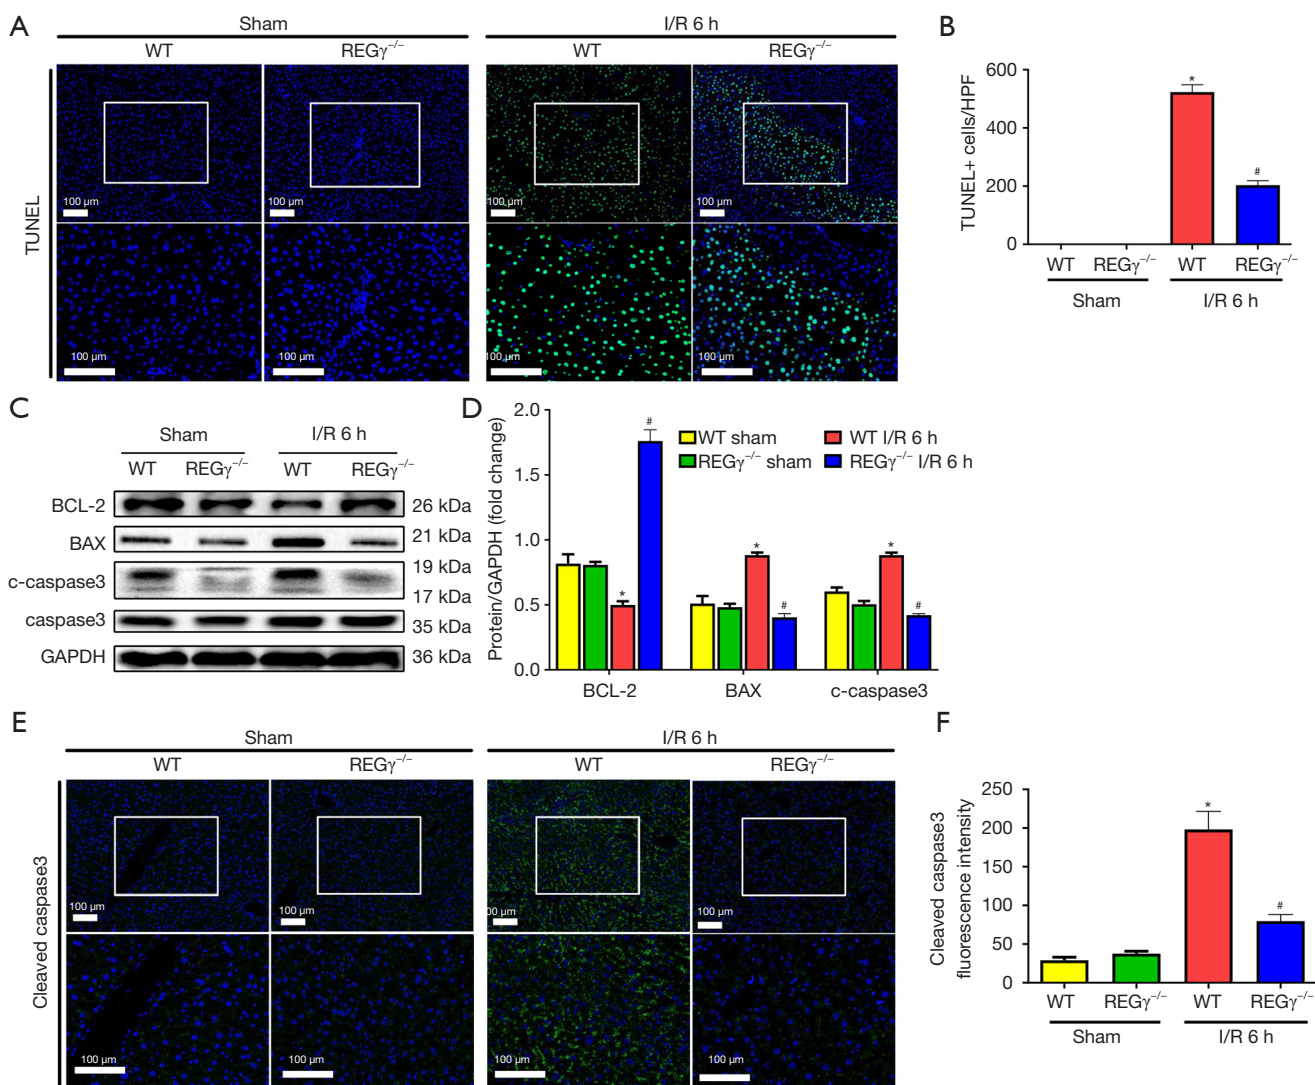 A
Sham
I/R 6 h
WT
REGγ⁻/⁻
WT
REGγ⁻/⁻
TUNEL
100 μm
100 μm
100 μm
100 μm
100 μm
100 μm
100 μm
100 μm
B
TUNEL+ cells/HPF
600
400
200
0
*
#
WT
REGγ⁻/⁻
WT
REGγ⁻/⁻
Sham
I/R 6 h
C
Sham
I/R 6 h
WT
REGγ⁻/⁻
WT
REGγ⁻/⁻
BCL-2
26 kDa
BAX
21 kDa
c-caspase3
19 kDa
17 kDa
caspase3
35 kDa
GAPDH
36 kDa
D
Protein/GAPDH (fold change)
2.0
1.5
1.0
0.5
0
WT sham
WT I/R 6 h
REGγ⁻/⁻ sham
REGγ⁻/⁻ I/R 6 h
*
#
*
#
*
#
BCL-2
BAX
c-caspase3
E
Sham
I/R 6 h
WT
REGγ⁻/⁻
WT
REGγ⁻/⁻
Cleaved caspase3
100 μm
100 μm
00 μm
100 μm
100 μm
100 μm
100 μm
100 μm
F
Cleaved caspase3
fluorescence intensity
250
200
150
100
50
0
*
#
WT
REGγ⁻/⁻
WT
REGγ⁻/⁻
Sham
I/R 6 h